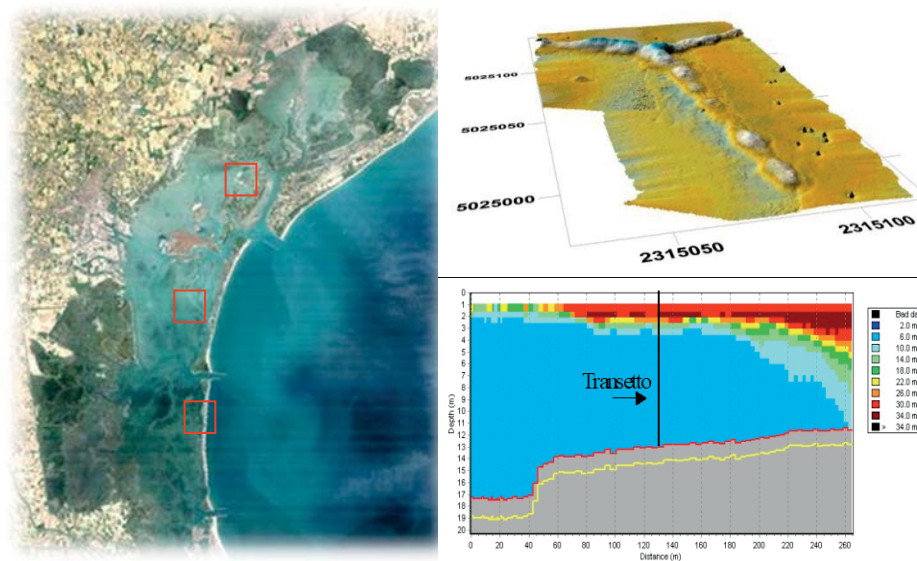 5025100
5025050
5025000
2315050
2315100
0
1
2
3
4
5
6
7
8
9
10
11
12
13
14
15
16
17
18
19
20
Depth (m.)
Transetto
0 20 40 60 80 100 120 140 160 180 200 220 240 260
Distance (m)
Bad da
2.0 m
6.0 m
10.0 m
14.0 m
18.0 m
22.0 m
26.0 m
30.0 m
34.0 m
> 34.0 m